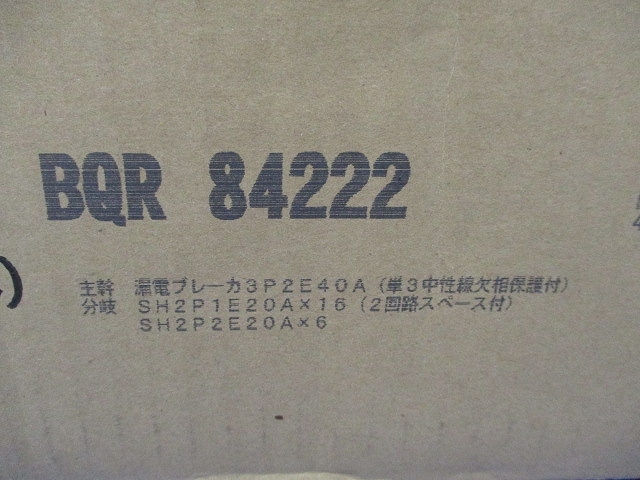 BQR 84222
主幹 漏電ブレーカ3P2E40A（単3中性線欠相保護付）
分岐 SH2P1E20A×16（2回路スペース付）
SH2P2E20A×6